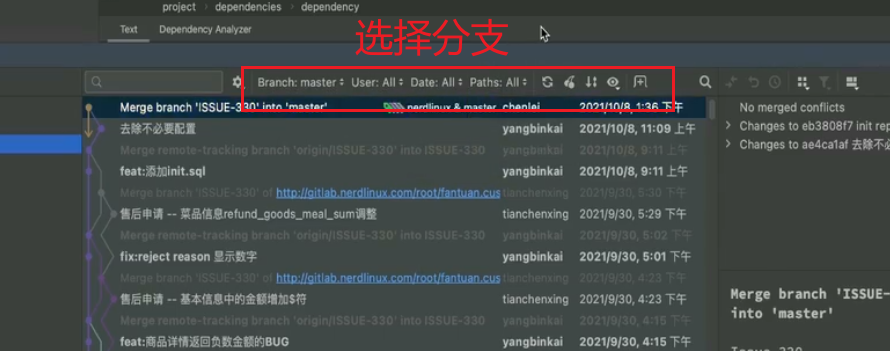 project > dependencies > dependency
Text Dependency Analyzer
选择分支
Branch: master User: All Date: All Paths: All
Merge branch 'ISSUE-330' into 'master' nerdlinux & master chenlei 2021/10/8, 1:36 下午
去除不必要配置 yangbinkai 2021/10/8, 11:09 上午
Merge remote-tracking branch 'origin/ISSUE-330' into ISSUE-330 yangbinkai 2021/10/8, 9:11 上午
feat:添加init.sql yangbinkai 2021/10/8, 9:11 上午
Merge branch 'ISSUE-330' of http://gitlab.nerdlinux.com/root/fantuan.cus tianchenxing 2021/9/30, 5:30 下午
售后申请 -- 菜品信息refund_goods_meal_sum调整 tianchenxing 2021/9/30, 5:29 下午
Merge remote-tracking branch 'origin/ISSUE-330' into ISSUE-330 yangbinkai 2021/9/30, 5:02 下午
fix:reject reason 显示数字 yangbinkai 2021/9/30, 5:01 下午
Merge branch 'ISSUE-330' of http://gitlab.nerdlinux.com/root/fantuan.cus tianchenxing 2021/9/30, 4:23 下午
售后申请 -- 基本信息中的金额增加$符 tianchenxing 2021/9/30, 4:23 下午
Merge remote-tracking branch 'origin/ISSUE-330' into ISSUE-330 yangbinkai 2021/9/30, 4:15 下午
feat:商品详情返回负数金额的BUG yangbinkai 2021/9/30, 4:15 下午
No merged conflicts
Changes to eb3808f7 init rep
Changes to ae4ca1af 去除不必
Merge branch 'ISSUE-
into 'master'
Issue 330